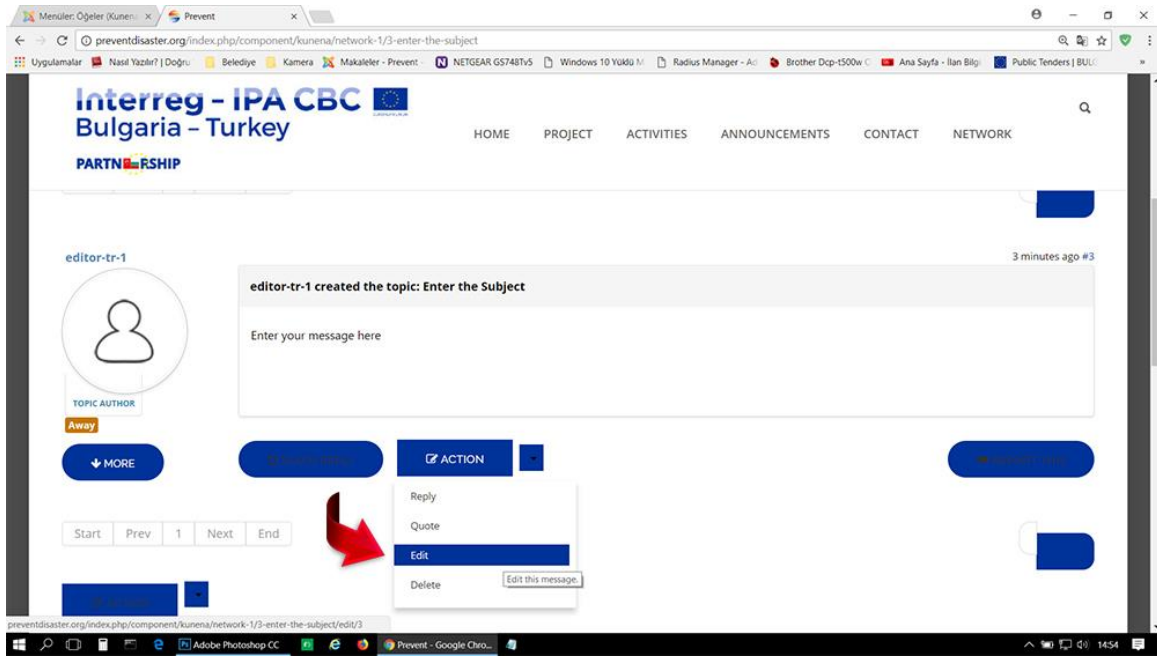 Menüler: Öğeler (Kunen
Prevent
preventdisaster.org/index.php/component/kunena/network-1/3-enter-the-subject
Uygulamalar
Nasıl Yazılır? | Doğru
Belediye
Kamera
Makaleler - Prevent -
NETGEAR GS748Tv5
Windows 10 Yüklü M
Radius Manager - Ad
Brother Dcp-t500w C
Ana Sayfa - İlan Bilgi
Public Tenders | BULG
Interreg - IPA CBC
Bulgaria - Turkey
PARTNERSHIP
HOME
PROJECT
ACTIVITIES
ANNOUNCEMENTS
CONTACT
NETWORK
editor-tr-1
3 minutes ago #3
editor-tr-1 created the topic: Enter the Subject
Enter your message here
TOPIC AUTHOR
Away
MORE
ACTION
Reply
Quote
Edit
Delete
Edit this message.
Start
Prev
1
Next
End
preventdisaster.org/index.php/component/kunena/network-1/3-enter-the-subject/edit/3
Adobe Photoshop CC
Prevent - Google Chro...
14:54